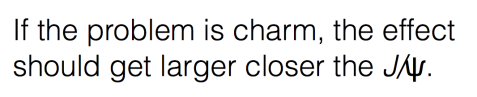 If the problem is charm, the effect
should get larger closer the J/ψ.